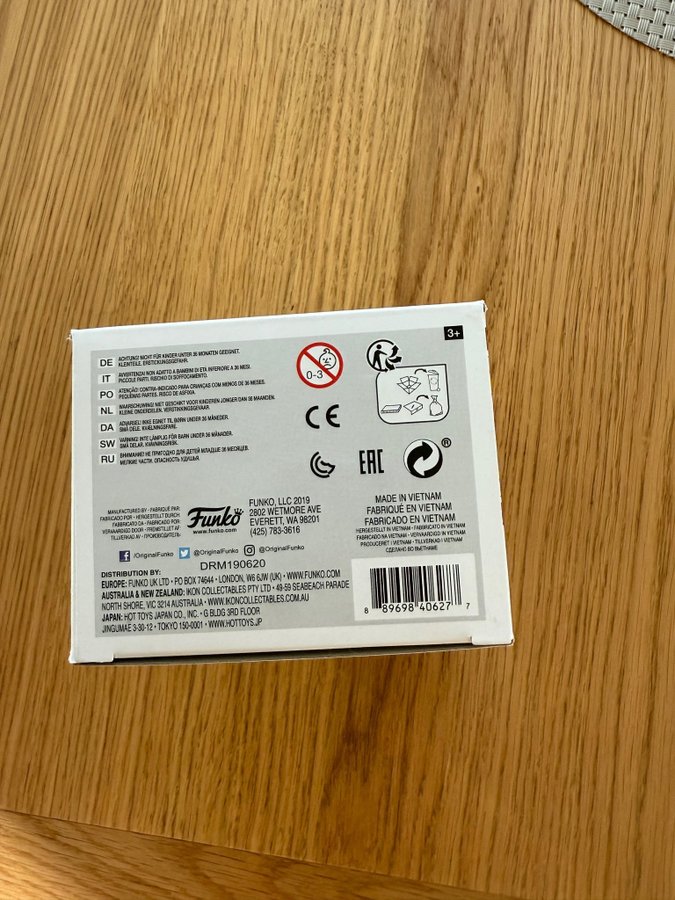 3+
DE ACHTUNG! NICHT FÜR KINDER UNTER 36 MONATEN GEEIGNET,
KLEINTEILE. ERSTICKUNGSGEFAHR.
IT AVVERTENZA! NON ADATTO A BAMBINI DI ETÀ INFERIORE A 36 MESI.
PICCOLE PARTI. RISCHIO DI SOFFOCAMENTO.
PO ATENÇÃO! CONTRA-INDICADO PARA CRIANÇAS COM MENOS DE 36 MESES.
PEQUENAS PARTES. RISCO DE ASFIXIA.
NL WAARSCHUWING! NIET GESCHIKT VOOR KINDEREN JONGER DAN 36 MAANDEN.
KLEINE ONDERDELEN. VERSTIKKINGSGEVAAR.
DA ADVARSEL! IKKE EGNET TIL BØRN UNDER 36 MÅNEDER.
SMÅ DELE. KVÆLNINGSFARE.
SW VARNING! INTE LÄMPLIG FÖR BARN UNDER 36 MÅNADER.
SMÅ DELAR. KVÄVNINGSRISK.
RU ВНИМАНИЕ! НЕ ПРИГОДНО ДЛЯ ДЕТЕЙ МЛАДШЕ 36 МЕСЯЦЕВ.
МЕЛКИЕ ЧАСТИ. ОПАСНОСТЬ УДУШЬЯ.
0-3
CE
EAC
®
MANUFACTURED BY · FABRIQUÉ PAR:
FABRICADO POR · HERGESTELLT DURCH
FABBRICATO DA · FABRICADO POR ·
VERVAARDIGD DOOR · FREMSTILLET AF
TILLVERKAD AV · ПРОИЗВОДИТЕЛЬ:
Funko
www.funko.com
FUNKO, LLC 2019
2802 WETMORE AVE
EVERETT, WA 98201
(425) 783-3616
MADE IN VIETNAM
FABRIQUÉ EN VIETNAM
FABRICADO EN VIETNAM
HERGESTELLT IN VIETNAM · FABBRICATO IN VIETNAM
FABRICADO NA VIETNAM · VERVAARDIGD IN VIETNAM
PRODUCERET I VIETNAM · TILLVERKAD I VIETNAM
СДЕЛАНО ВО ВЬЕТНАМЕ
/OriginalFunko @OriginalFunko @OriginalFunko
DRM190620
DISTRIBUTION BY:
EUROPE: FUNKO UK LTD · PO BOX 74644 · LONDON, W6 6JW (UK) · WWW.FUNKO.COM
AUSTRALIA & NEW ZEALAND: IKON COLLECTABLES PTY LTD · 49-59 SEABEACH PARADE
NORTH SHORE, VIC 3214 AUSTRALIA · WWW.IKONCOLLECTABLES.COM.AU
JAPAN: HOT TOYS JAPAN CO., INC. · G BLDG 3RD FLOOR
JINGUMAE 3-30-12 · TOKYO 150-0001 · WWW.HOTTOYS.JP
8 89698 40627 7